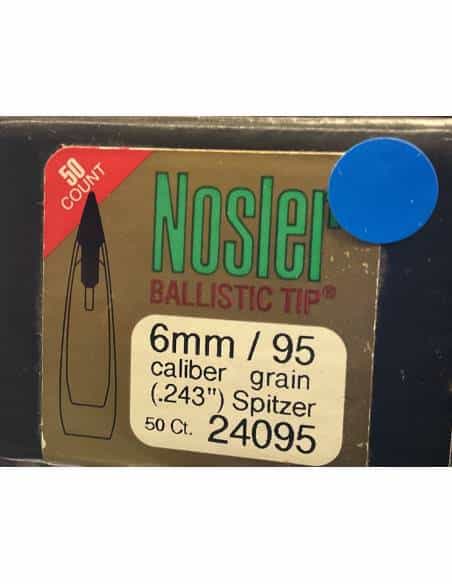 50
COUNT
Nosler
BALLISTIC TIP®
6mm / 95
caliber grain
(.243") Spitzer
50 Ct. 24095